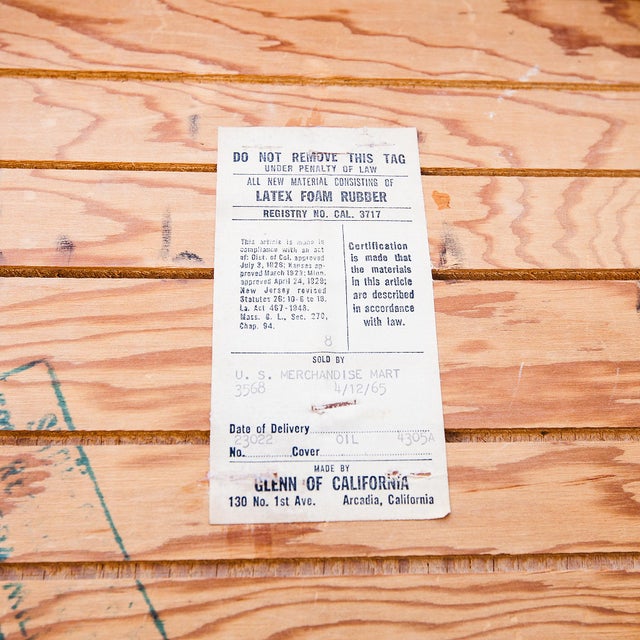 DO NOT REMOVE THIS TAG
UNDER PENALTY OF LAW
ALL NEW MATERIAL CONSISTING OF
LATEX FOAM RUBBER
REGISTRY NO. CAL. 3717
This article is made in
compliance with an act
of: Dist. of Col. approved
July 3, 1926; Kansas ap-
proved March 1923; Minn.
approved April 24, 1929;
New Jersey revised
Statutes 26: 10-6 to 18.
La. Act 467-1948.
Mass. G. L., Sec. 270,
Chap. 94.
Certification
is made that
the materials
in this article
are described
in accordance
with law.
8
SOLD BY
U. S. MERCHANDISE MART
3568 4/12/65
Date of Delivery
23022 OIL 4305A
No. Cover
MADE BY
GLENN OF CALIFORNIA
130 No. 1st Ave. Arcadia, California